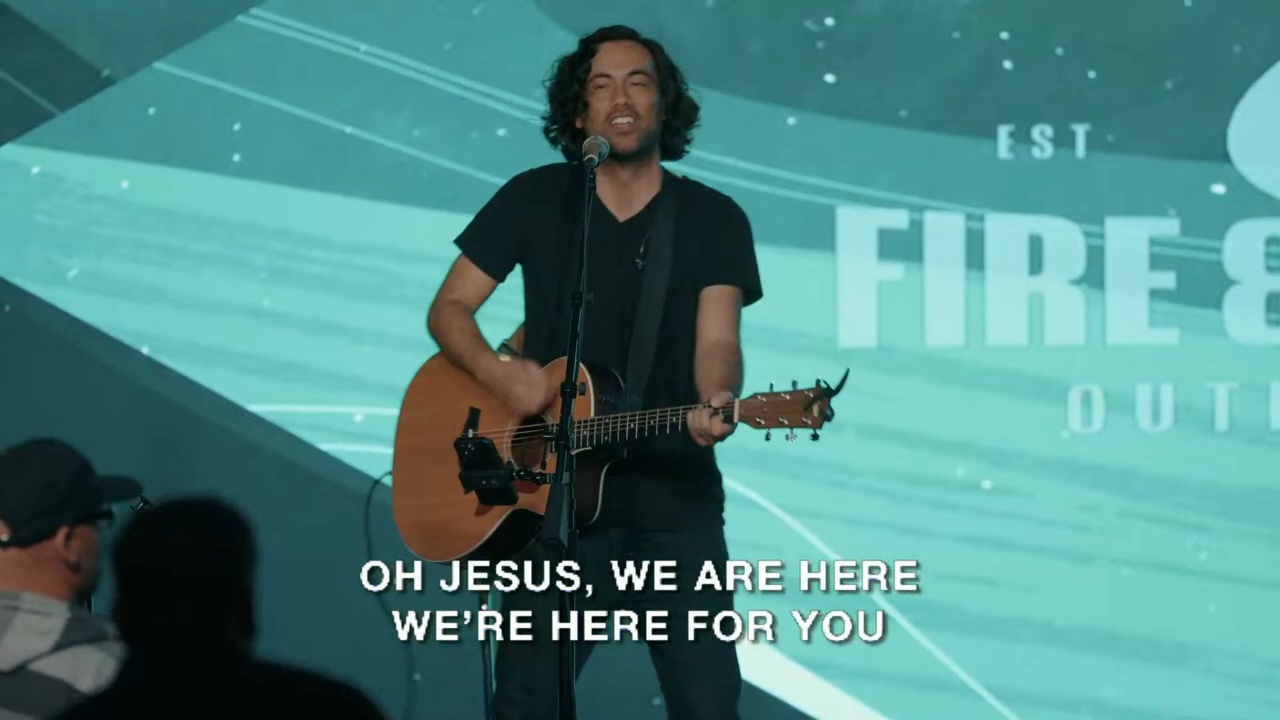 EST
FIRE &
OUT
OH JESUS, WE ARE HERE
WE’RE HERE FOR YOU